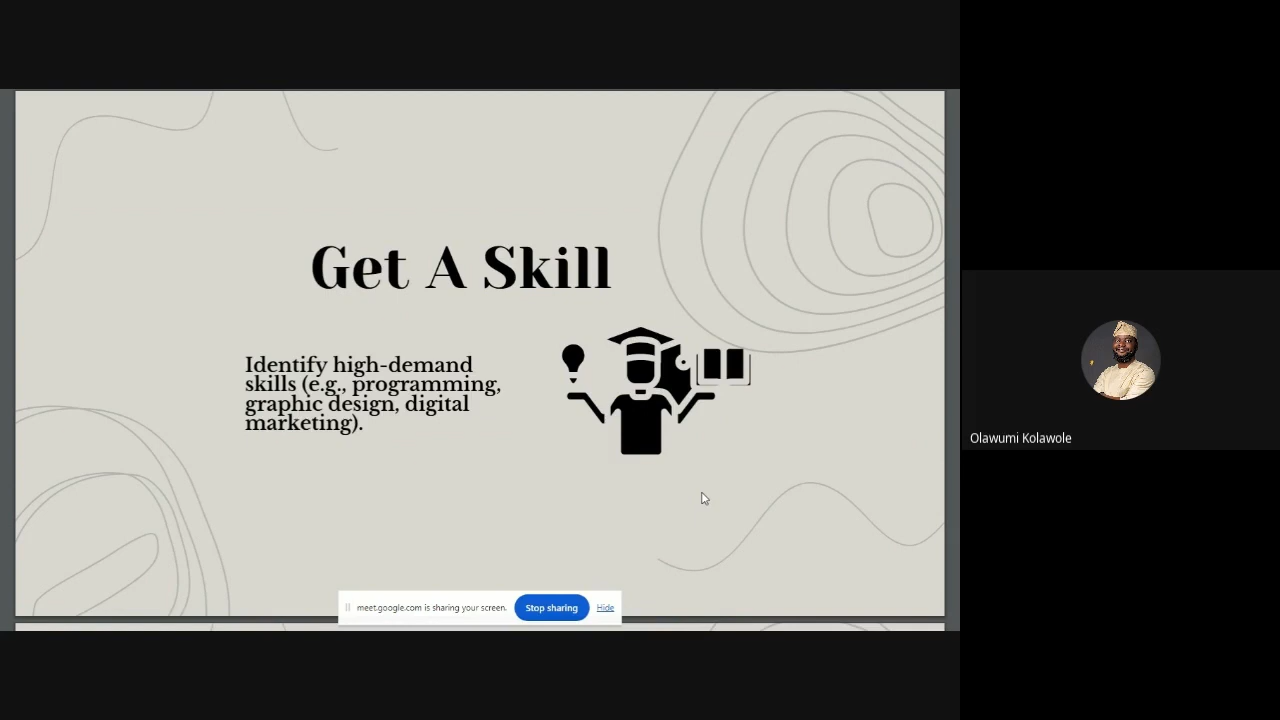 Get A Skill
Identify high-demand
skills (e.g., programming,
graphic design, digital
marketing).
meet.google.com is sharing your screen.
Stop sharing
Hide
Olawumi Kolawole